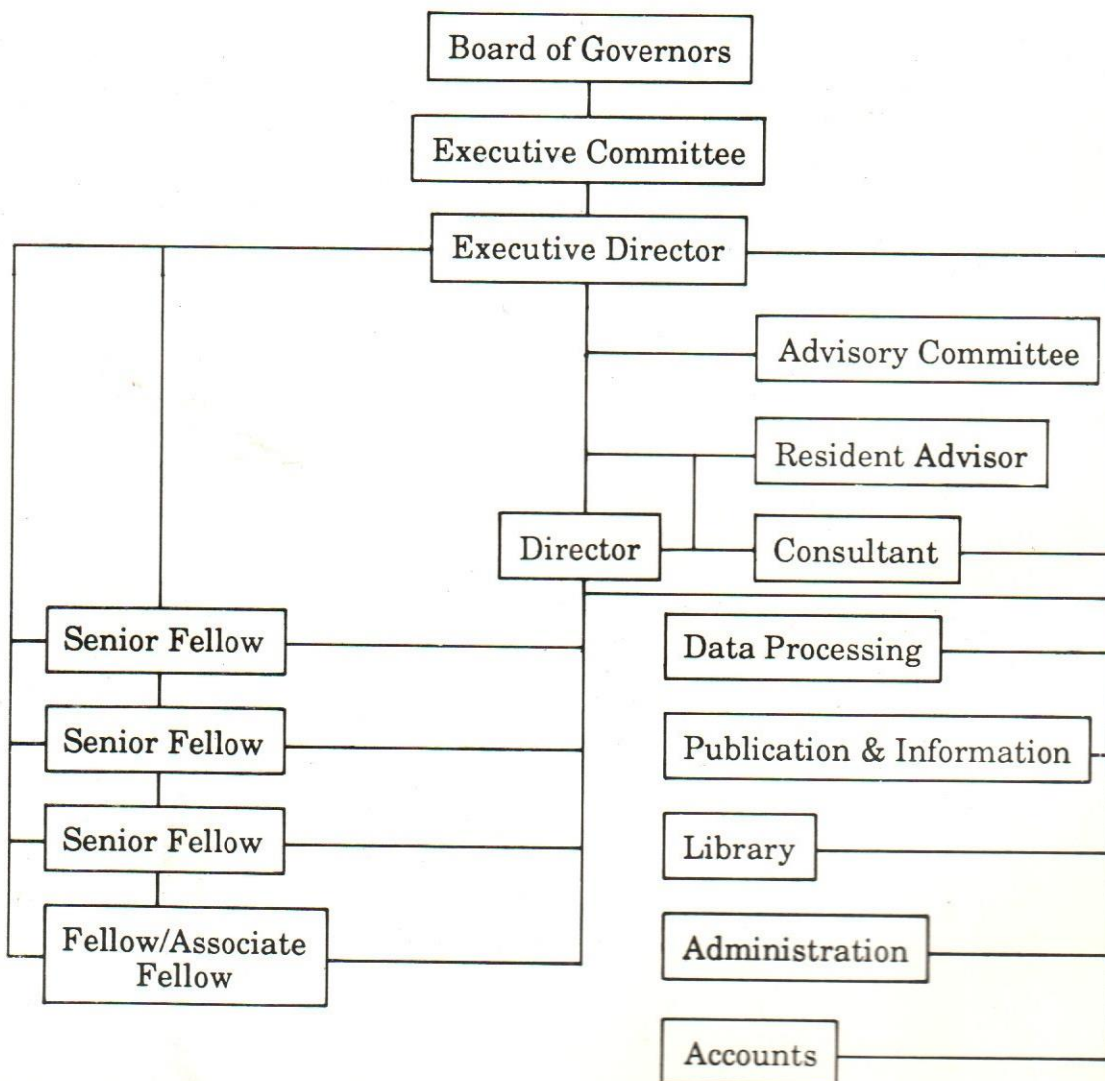 Board of Governors
Executive Committee
Executive Director
Advisory Committee
Resident Advisor
Director
Consultant
Senior Fellow
Data Processing
Senior Fellow
Publication & Information
Senior Fellow
Library
Fellow/Associate
Fellow
Administration
Accounts